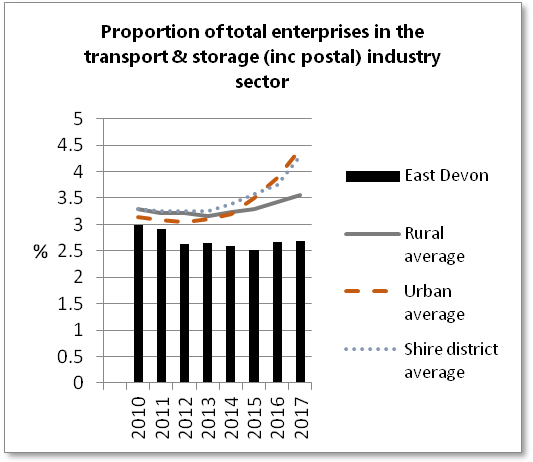 Proportion of total enterprises in the
transport & storage (inc postal) industry
sector
5
4.5
4
3.5
3
2.5
2
1.5
1
0.5
0
%
2010
2011
2012
2013
2014
2015
2016
2017
East Devon
Rural
average
Urban
average
Shire district
average